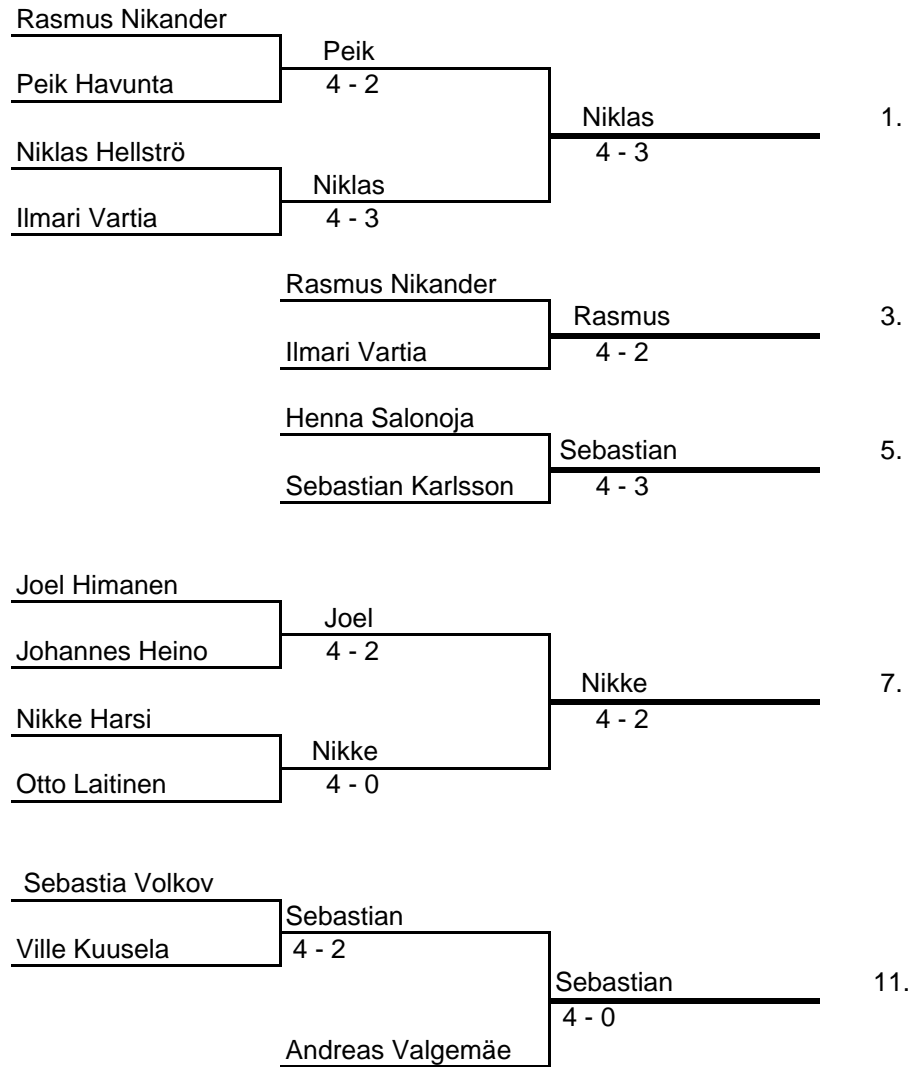 Rasmus Nikander
Peik
Peik Havunta
4 - 2
Niklas
1.
Niklas Hellströ
4 - 3
Niklas
Ilmari Vartia
4 - 3
Rasmus Nikander
Rasmus
3.
Ilmari Vartia
4 - 2
Henna Salonoja
Sebastian
5.
Sebastian Karlsson
4 - 3
Joel Himanen
Joel
Johannes Heino
4 - 2
Nikke
7.
Nikke Harsi
4 - 2
Nikke
Otto Laitinen
4 - 0
Sebastia Volkov
Sebastian
Ville Kuusela
4 - 2
Sebastian
11.
4 - 0
Andreas Valgemäe